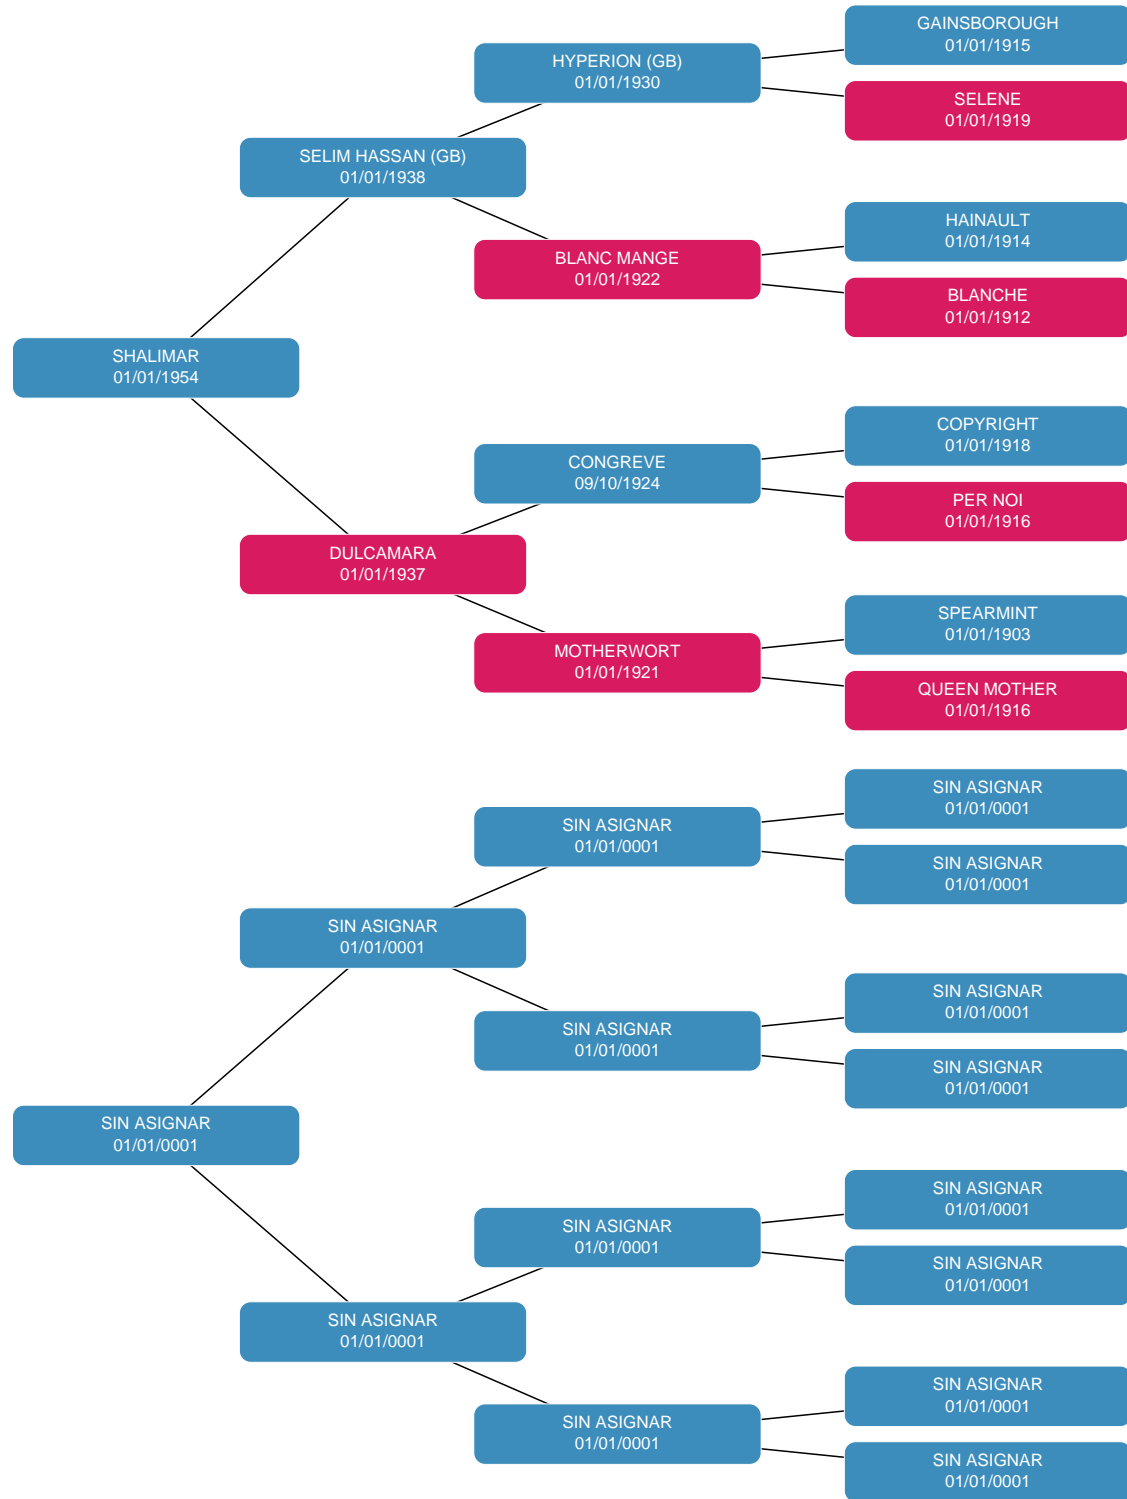 GAINSBOROUGH
01/01/1915
HYPERION (GB)
01/01/1930
SELENE
01/01/1919
SELIM HASSAN (GB)
01/01/1938
HAINAULT
01/01/1914
BLANC MANGE
01/01/1922
BLANCHE
01/01/1912
SHALIMAR
01/01/1954
COPYRIGHT
01/01/1918
CONGREVE
09/10/1924
PER NOI
01/01/1916
DULCAMARA
01/01/1937
SPEARMINT
01/01/1903
MOTHERWORT
01/01/1921
QUEEN MOTHER
01/01/1916
SIN ASIGNAR
01/01/0001
SIN ASIGNAR
01/01/0001
SIN ASIGNAR
01/01/0001
SIN ASIGNAR
01/01/0001
SIN ASIGNAR
01/01/0001
SIN ASIGNAR
01/01/0001
SIN ASIGNAR
01/01/0001
SIN ASIGNAR
01/01/0001
SIN ASIGNAR
01/01/0001
SIN ASIGNAR
01/01/0001
SIN ASIGNAR
01/01/0001
SIN ASIGNAR
01/01/0001
SIN ASIGNAR
01/01/0001
SIN ASIGNAR
01/01/0001
SIN ASIGNAR
01/01/0001